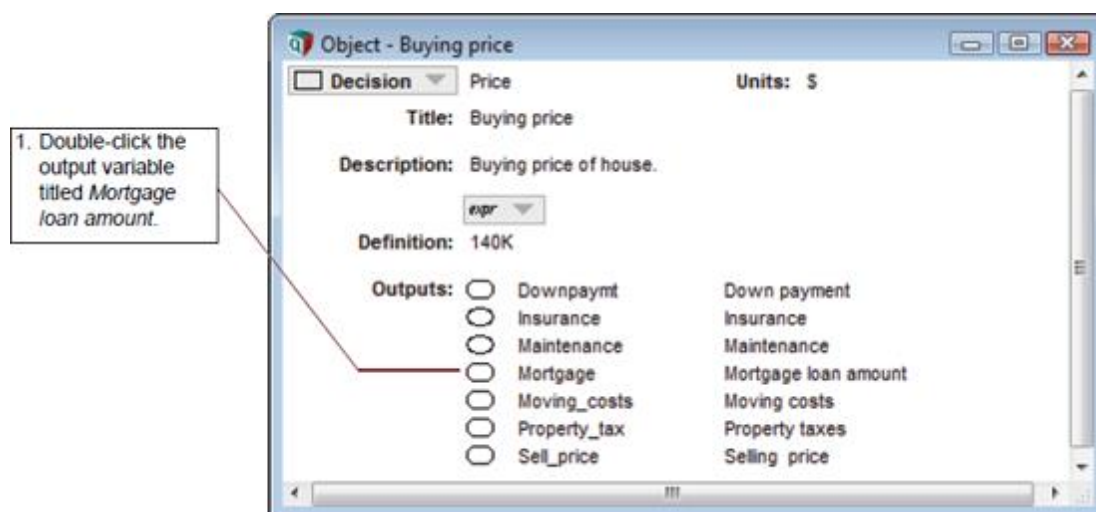 Object - Buying price
Decision Price Units: $
Title: Buying price
1. Double-click the
output variable
titled Mortgage
loan amount.
Description: Buying price of house.
expr
Definition: 140K
Outputs: Downpaymt Down payment
Insurance Insurance
Maintenance Maintenance
Mortgage Mortgage loan amount
Moving_costs Moving costs
Property_tax Property taxes
Sell_price Selling price